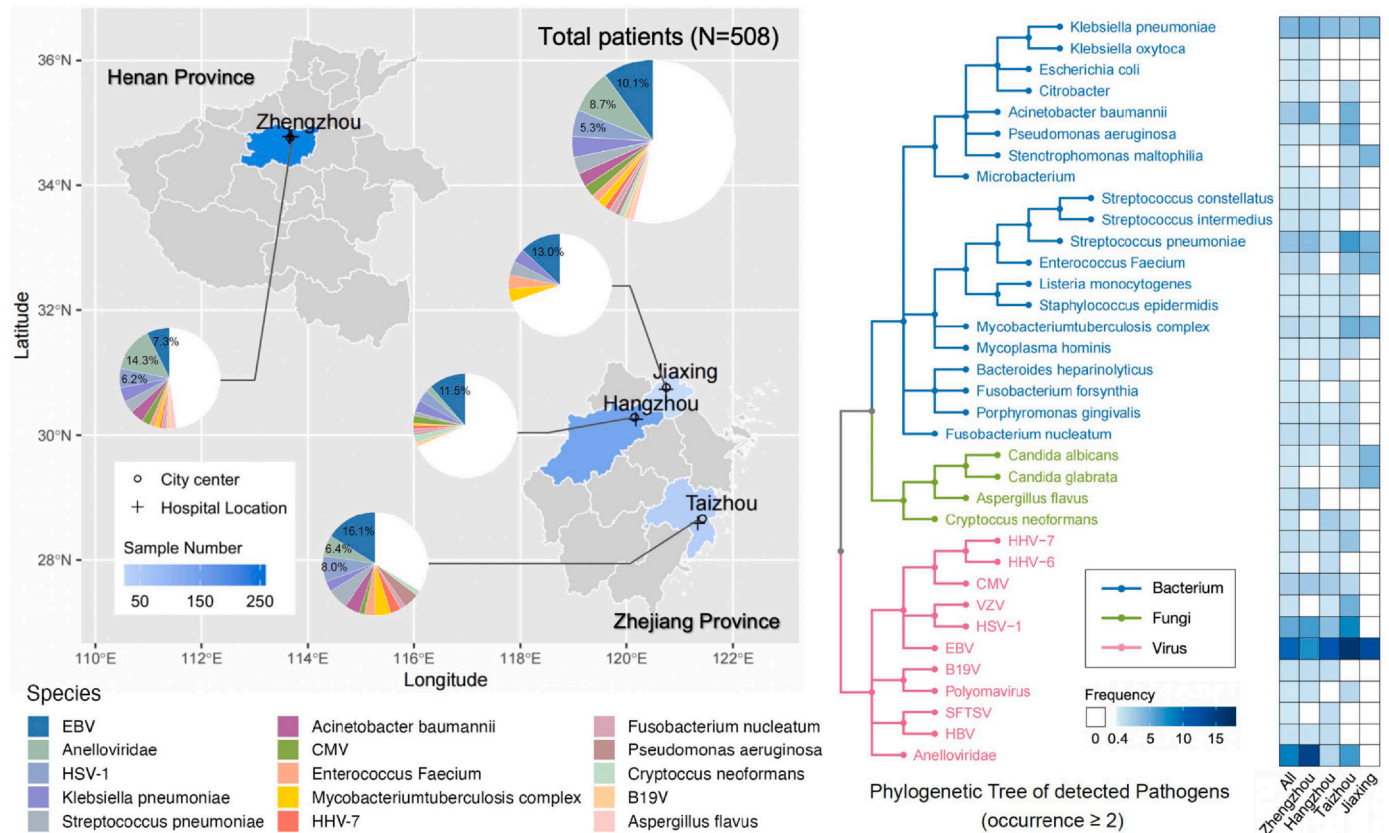 Total patients (N=508)
Henan Province
Zhengzhou
10.1%
8.7%
5.3%
13.0%
7.3%
14.3%
6.2%
11.5%
Jiaxing
Hangzhou
Taizhou
16.1%
6.4%
8.0%
Zhejiang Province
City center
Hospital Location
Sample Number
50 150 250
Latitude
36°N
34°N
32°N
30°N
28°N
110°E 112°E 114°E 116°E 118°E 120°E 122°E
Longitude
Species
EBV
Anelloviridae
HSV-1
Klebsiella pneumoniae
Streptococcus pneumoniae
Acinetobacter baumannii
CMV
Enterococcus Faecium
Mycobacteriumtuberculosis complex
HHV-7
Fusobacterium nucleatum
Pseudomonas aeruginosa
Cryptoccus neoformans
B19V
Aspergillus flavus
Klebsiella pneumoniae
Klebsiella oxytoca
Escherichia coli
Citrobacter
Acinetobacter baumannii
Pseudomonas aeruginosa
Stenotrophomonas maltophilia
Microbacterium
Streptococcus constellatus
Streptococcus intermedius
Streptococcus pneumoniae
Enterococcus Faecium
Listeria monocytogenes
Staphylococcus epidermidis
Mycobacteriumtuberculosis complex
Mycoplasma hominis
Bacteroides heparinolyticus
Fusobacterium forsynthia
Porphyromonas gingivalis
Fusobacterium nucleatum
Candida albicans
Candida glabrata
Aspergillus flavus
Cryptoccus neoformans
HHV-7
HHV-6
CMV
VZV
HSV-1
EBV
B19V
Polyomavirus
SFTSV
HBV
Anelloviridae
Bacterium
Fungi
Virus
Frequency
0 0.4 5 10 15
All
Zhengzhou
Hangzhou
Taizhou
Jiaxing
Phylogenetic Tree of detected Pathogens
(occurrence ≥ 2)